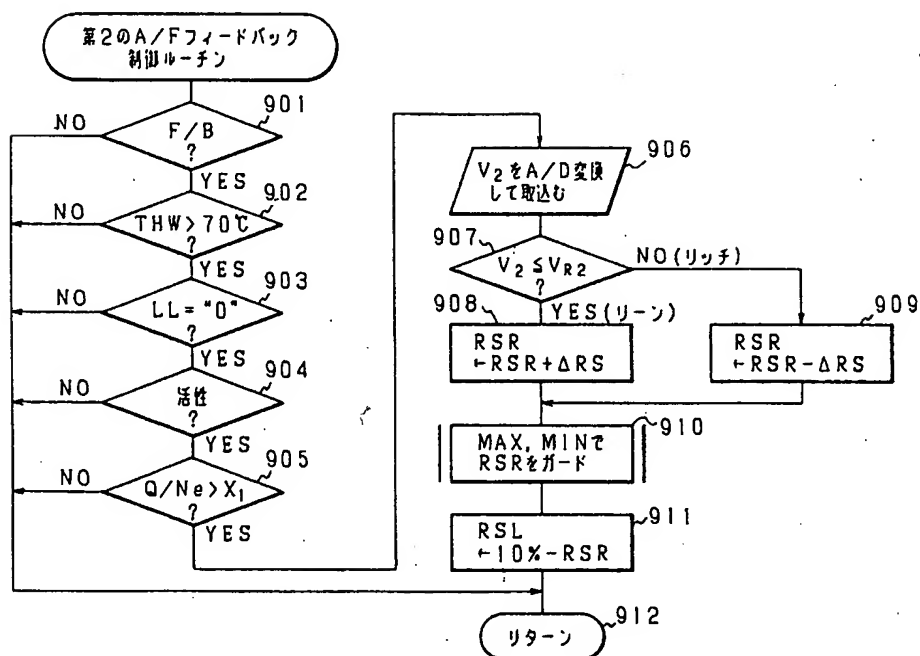 第2のA/Fフィードバック
制御ルーチン
901
NO
F/B
?
YES
902
NO
THW>70℃
?
YES
903
NO
LL="0"
?
YES
904
NO
活性
?
YES
905
NO
Q/Ne>X₁
?
YES
906
V₂をA/D変換
して取込む
907
V₂≦V_R2
?
NO(リッチ)
YES(リーン)
908
RSR
←RSR+ΔRS
909
RSR
←RSR-ΔRS
910
MAX,MINで
RSRをガード
911
RSL
←10%-RSR
リターン
912